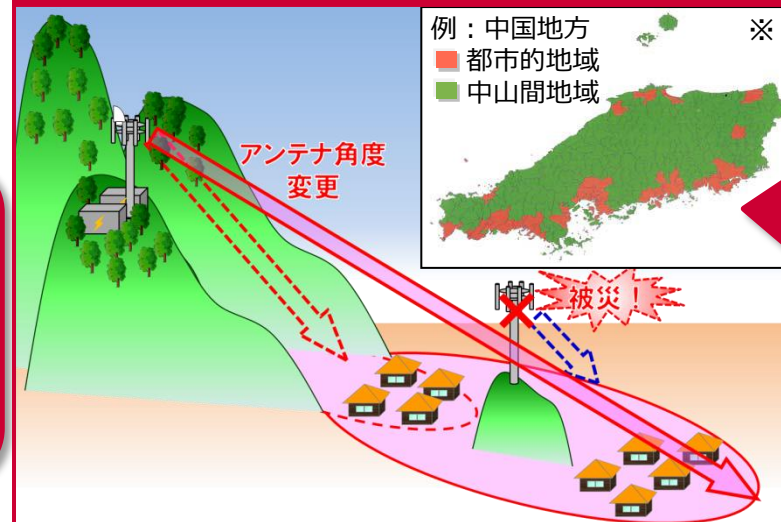 例：中国地方
※
都市的地域
中山間地域
アンテナ角度
変更
被災！